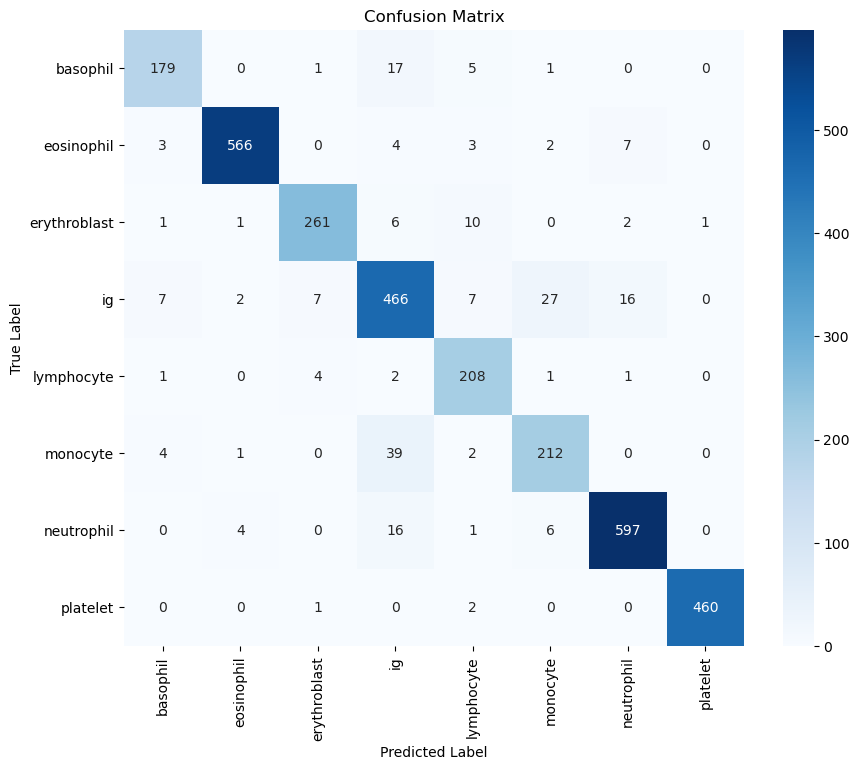 Confusion Matrix
True Label
basophil 179 0 1 17 5 1 0 0
eosinophil 3 566 0 4 3 2 7 0
erythroblast 1 1 261 6 10 0 2 1
ig 7 2 7 466 7 27 16 0
lymphocyte 1 0 4 2 208 1 1 0
monocyte 4 1 0 39 2 212 0 0
neutrophil 0 4 0 16 1 6 597 0
platelet 0 0 1 0 2 0 0 460
basophil
eosinophil
erythroblast
ig
lymphocyte
monocyte
neutrophil
platelet
Predicted Label
500
400
300
200
100
0